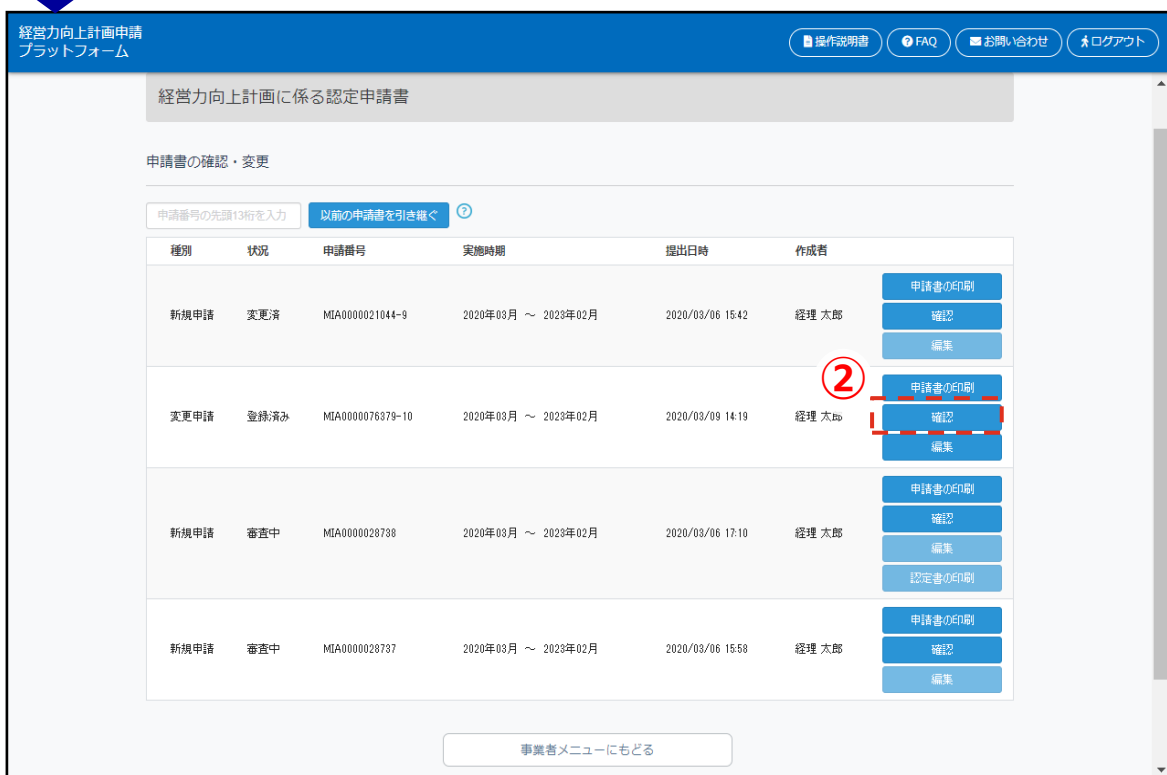 経営力向上計画申請
プラットフォーム
操作説明書 FAQ お問い合わせ ログアウト
経営力向上計画に係る認定申請書
申請書の確認・変更
申請番号の先頭13桁を入力 以前の申請書を引き継ぐ ?
種別 状況 申請番号 実施時期 提出日時 作成者
申請書の印刷
新規申請 変更済 MIA0000021044-9 2020年03月 ～ 2023年02月 2020/03/06 15:42 経理 太郎 確認
編集
②
申請書の印刷
変更申請 登録済み MIA0000076379-10 2020年03月 ～ 2023年02月 2020/03/09 14:19 経理 太郎 確認
編集
申請書の印刷
確認
新規申請 審査中 MIA0000028738 2020年03月 ～ 2023年02月 2020/03/06 17:10 経理 太郎
編集
認定書の印刷
申請書の印刷
新規申請 審査中 MIA0000028737 2020年03月 ～ 2023年02月 2020/03/06 15:58 経理 太郎 確認
編集
事業者メニューにもどる